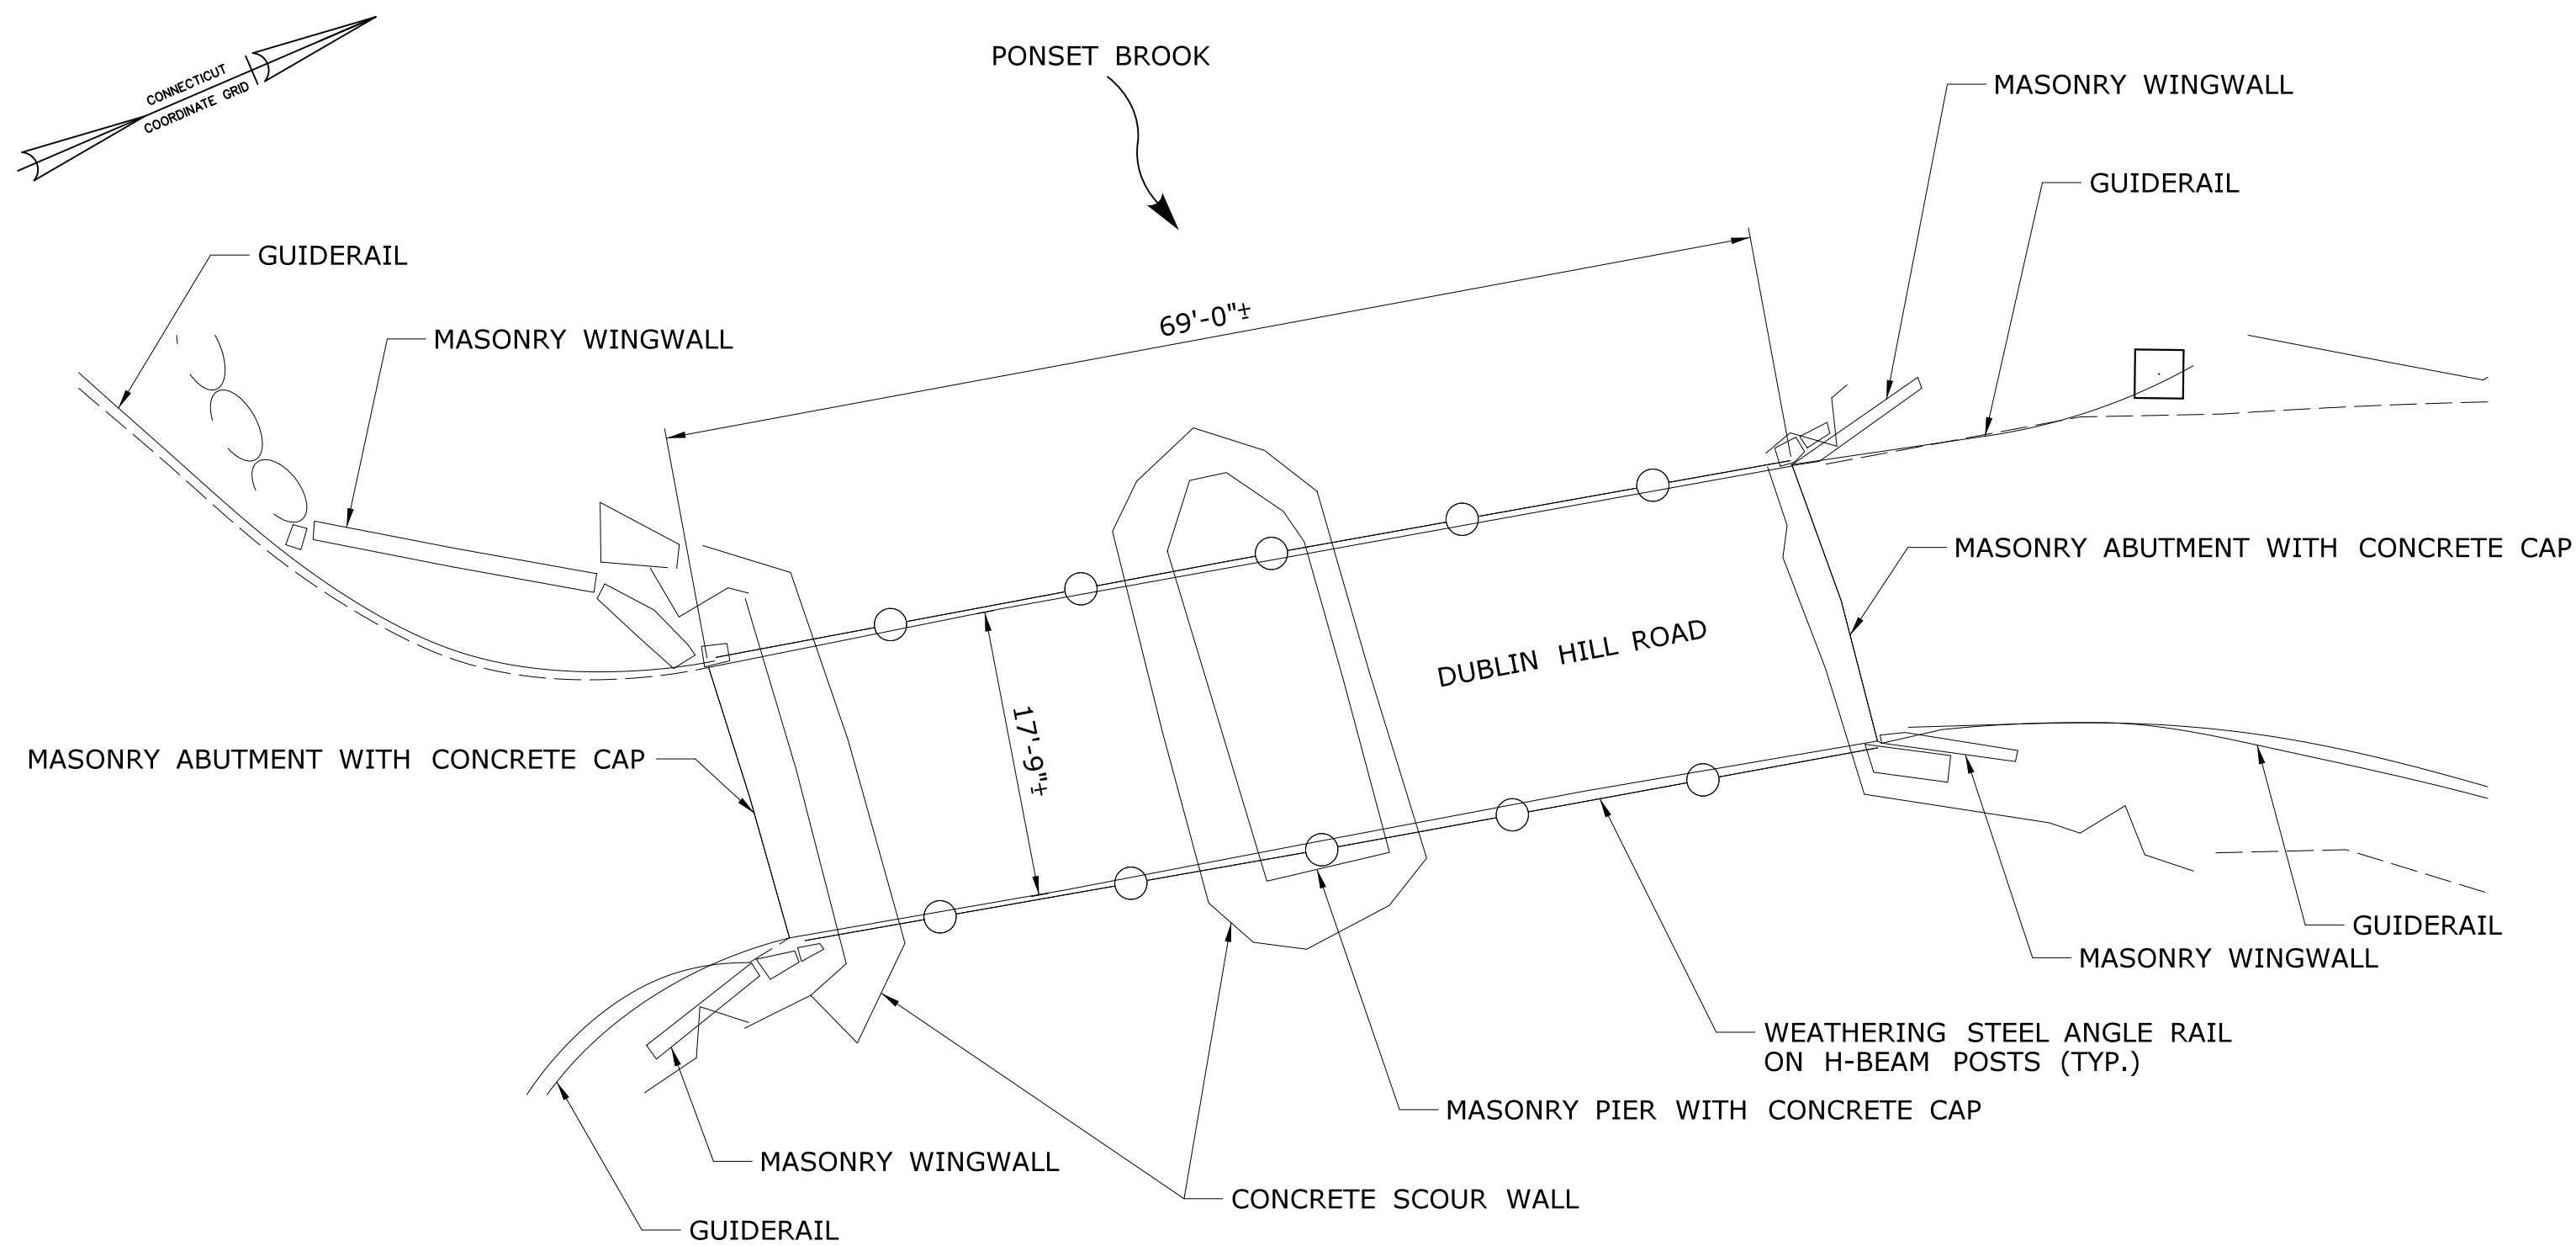 CONNECTICUT
COORDINATE GRID
PONSET BROOK
MASONRY WINGWALL
GUIDERAIL
GUIDERAIL
MASONRY WINGWALL
69'-0"±
MASONRY ABUTMENT WITH CONCRETE CAP
DUBLIN HILL ROAD
17'-9"±
MASONRY ABUTMENT WITH CONCRETE CAP
GUIDERAIL
MASONRY WINGWALL
WEATHERING STEEL ANGLE RAIL
ON H-BEAM POSTS (TYP.)
MASONRY PIER WITH CONCRETE CAP
MASONRY WINGWALL
CONCRETE SCOUR WALL
GUIDERAIL